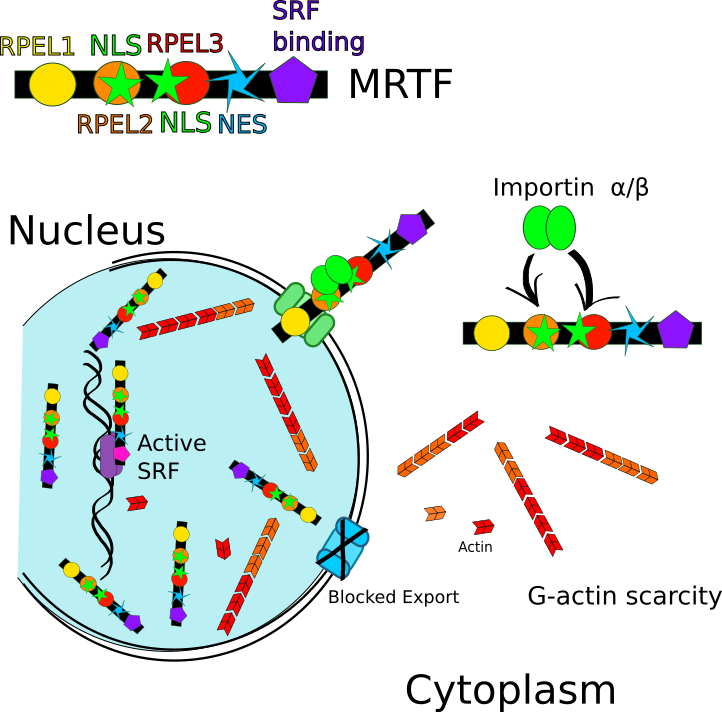 SRF
binding
RPEL1 NLS RPEL3
MRTF
RPEL2 NLS NES
Importin α/β
Nucleus
Active
SRF
Actin
Blocked Export
G-actin scarcity
Cytoplasm